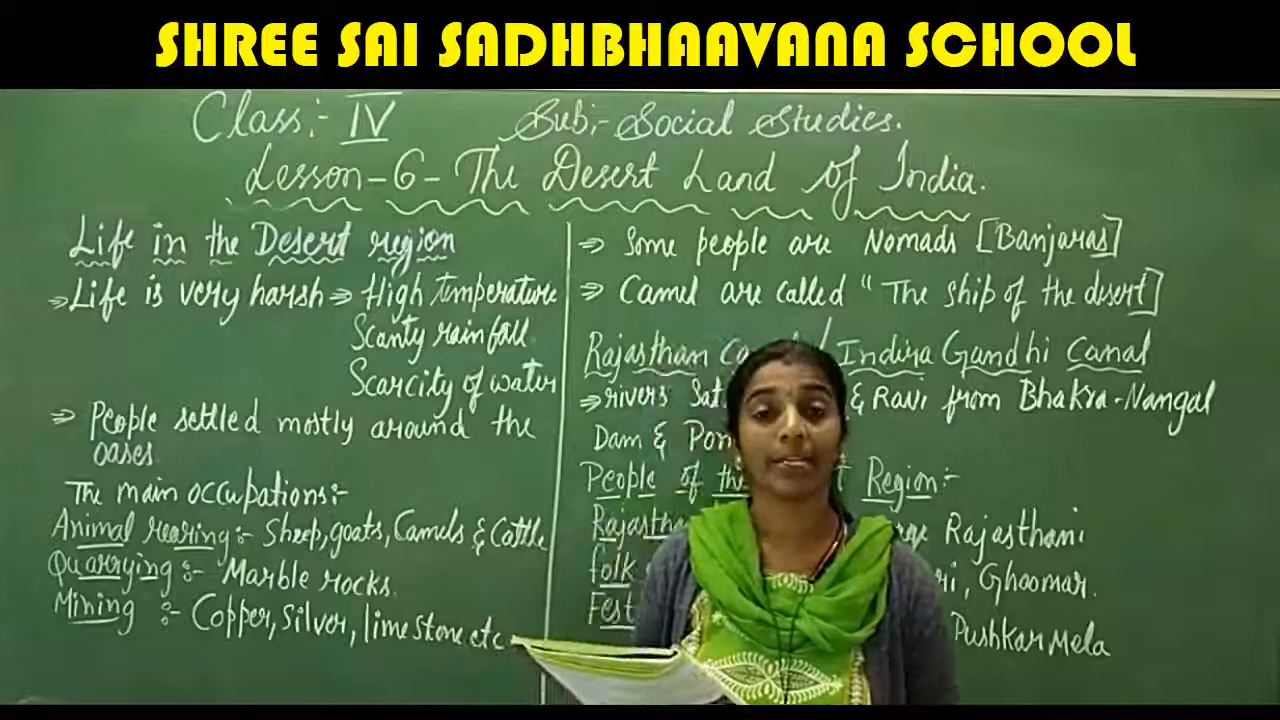 SHREE SAI SADHBHAAVANA SCHOOL
Class:- IV Sub:- Social Studies.
Lesson-6- The Desert Land of India.
Life in the Desert region
⇒ Life is very harsh ⇒ High temperature
Scanty rainfall
Scarcity of water
⇒ People settled mostly around the
oases
The main occupations:-
Animal rearing:- Sheep, goats, Camels & Cattle
Quarrying:- Marble rocks.
Mining :- Copper, Silver, limestone etc
⇒ Some people are Nomads [Banjaras]
⇒ Camel are called "The ship of the desert]
Rajasthan / Indira Gandhi Canal
⇒ rivers & Ravi from Bhakra-Nangal
Dam &
People of Region:-
Rajasthani
folk Ghoomar.
Pushkar Mela